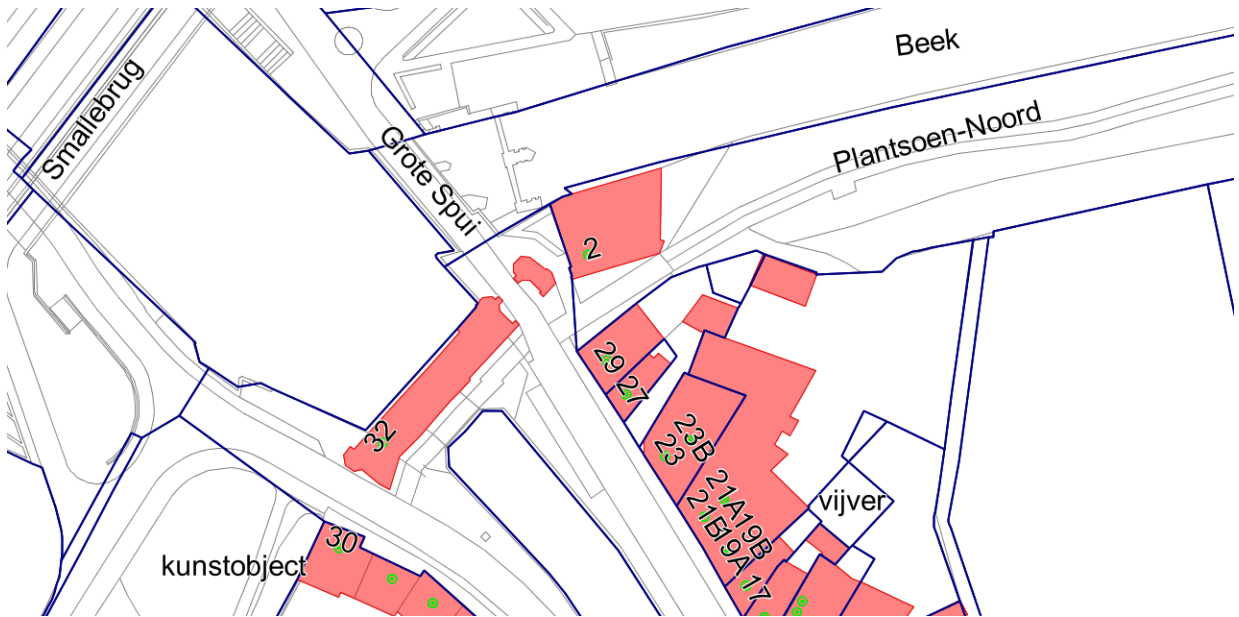 Beek
Smallebrug
Plantsoen-Noord
Grote Spui
2
29
27
32
23B
23
21A
vijver
21B
19B
19A
30
17
kunstobject